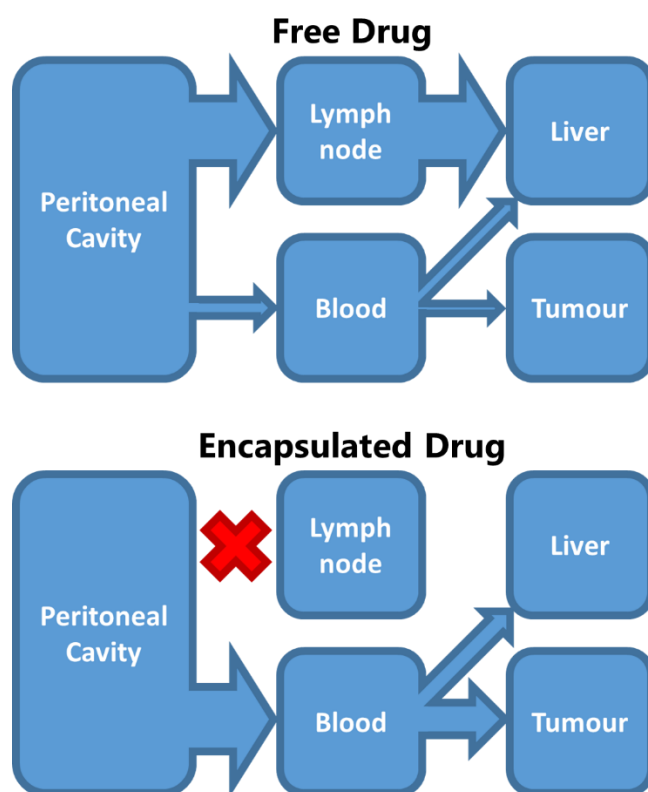 Free Drug
Peritoneal
Cavity
Lymph
node
Liver
Blood
Tumour
Encapsulated Drug
Peritoneal
Cavity
Lymph
node
Liver
Blood
Tumour